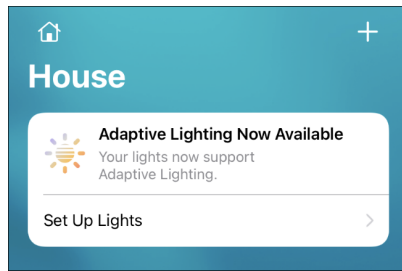 House
Adaptive Lighting Now Available
Your lights now support
Adaptive Lighting.
Set Up Lights